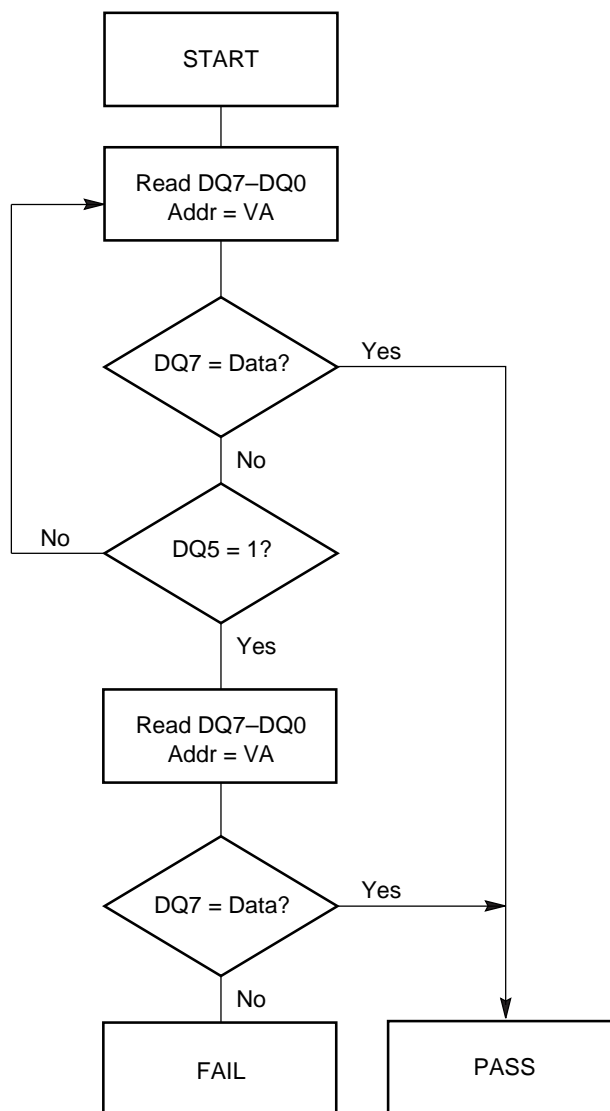 START
Read DQ7–DQ0
Addr = VA
DQ7 = Data?
Yes
No
No
DQ5 = 1?
Yes
Read DQ7–DQ0
Addr = VA
DQ7 = Data?
Yes
No
FAIL
PASS